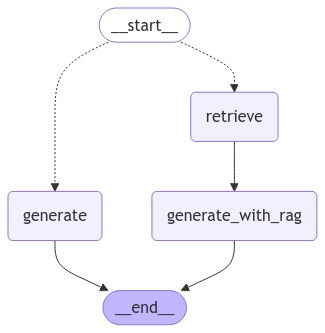 __start__
retrieve
generate
generate_with_rag
__end__